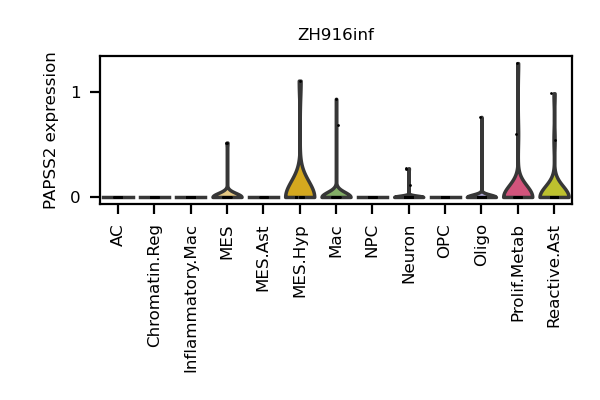 ZH916inf
PAPSS2 expression
1
0
AC
Chromatin.Reg
Inflammatory.Mac
MES
MES.Ast
MES.Hyp
Mac
NPC
Neuron
OPC
Oligo
Prolif.Metab
Reactive.Ast